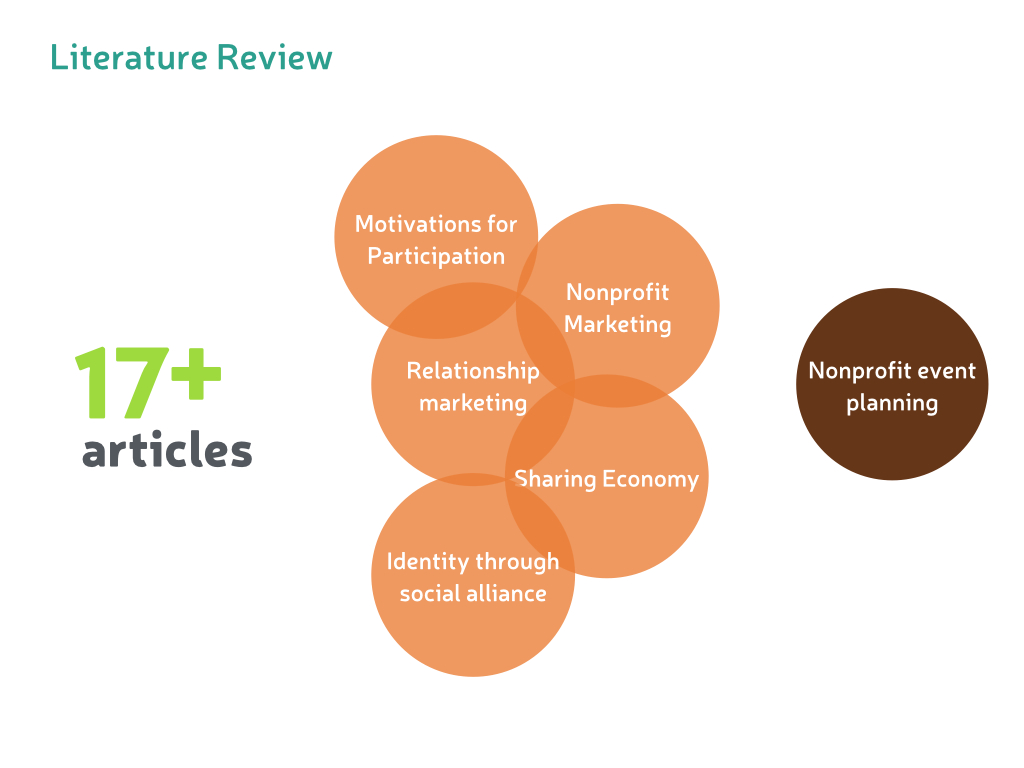 Literature Review
17+
articles
Motivations for
Participation
Nonprofit
Marketing
Relationship
marketing
Sharing Economy
Identity through
social alliance
Nonprofit event
planning